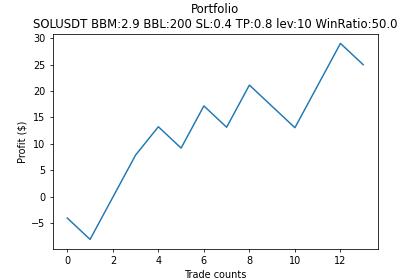 Portfolio
SOLUSDT BBM:2.9 BBL:200 SL:0.4 TP:0.8 lev:10 WinRatio:50.0
30
25
20
15
10
5
0
−5
Profit ($)
0 2 4 6 8 10 12
Trade counts